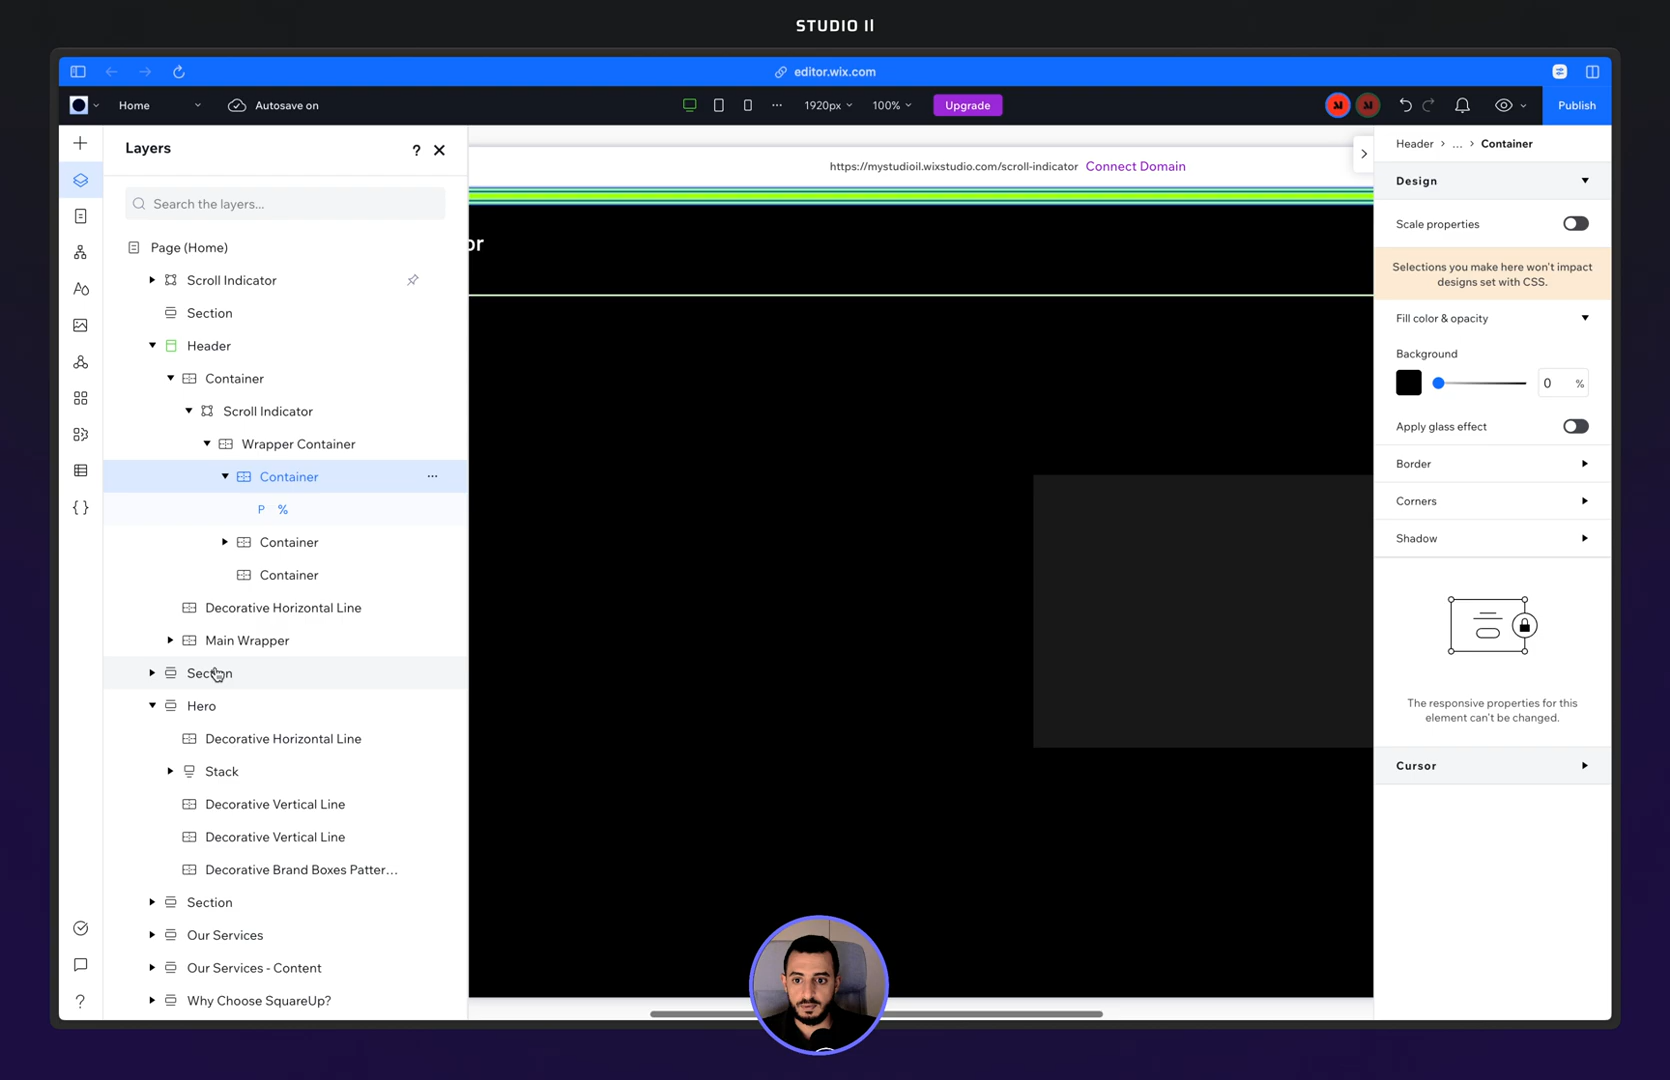 STUDIO II
editor.wix.com
Home
Autosave on
1920px
100%
Upgrade
Publish
Layers
?
Search the layers...
Page (Home)
Scroll Indicator
Section
Header
Container
Scroll Indicator
Wrapper Container
Container
P %
Container
Container
Decorative Horizontal Line
Main Wrapper
Section
Hero
Decorative Horizontal Line
Stack
Decorative Vertical Line
Decorative Vertical Line
Decorative Brand Boxes Patter...
Section
Our Services
Our Services - Content
Why Choose SquareUp?
https://mystudioil.wixstudio.com/scroll-indicator Connect Domain
or
Header > ... > Container
Design
Scale properties
Selections you make here won't impact
designs set with CSS.
Fill color & opacity
Background
0 %
Apply glass effect
Border
Corners
Shadow
The responsive properties for this
element can't be changed.
Cursor